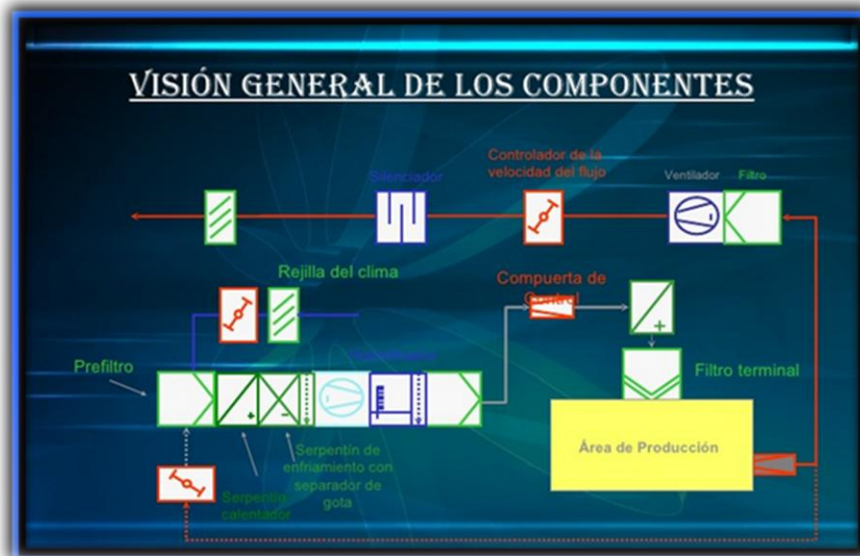 VISIÓN GENERAL DE LOS COMPONENTES
Controlador de la
velocidad del flujo
Silenciador
Ventilador
Filtro
Rejilla del clima
Compuerta de
Control
Prefiltro
Filtro terminal
Área de Producción
Serpentín de
enfriamiento con
separador de
gota
Serpentín
calentador